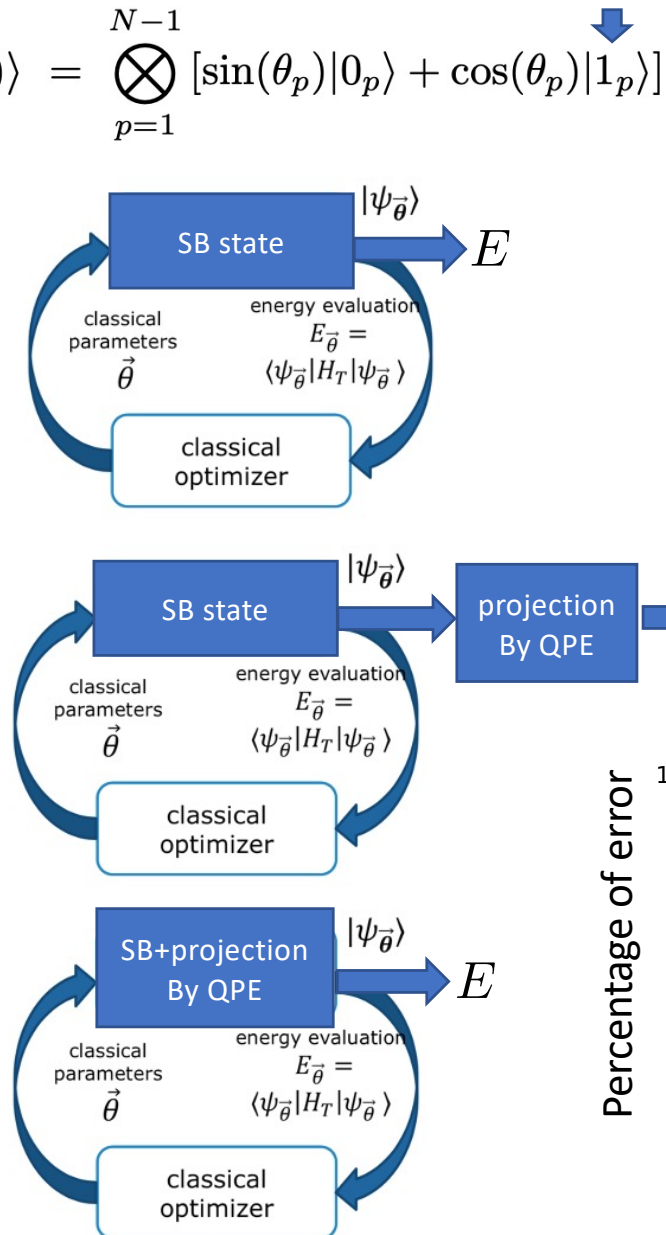 )⟩ = ⨂_{p=1}^{N−1} [sin(θ_p)|0_p⟩ + cos(θ_p)|1_p⟩]
|ψ_θ⃗⟩
SB state
E
classical
parameters
θ⃗
energy evaluation
E_θ⃗ =
⟨ψ_θ⃗|H_T|ψ_θ⃗ ⟩
classical
optimizer
|ψ_θ⃗⟩
SB state
projection
By QPE
classical
parameters
θ⃗
energy evaluation
E_θ⃗ =
⟨ψ_θ⃗|H_T|ψ_θ⃗ ⟩
classical
optimizer
1
Percentage of error
|ψ_θ⃗⟩
SB+projection
By QPE
E
classical
parameters
θ⃗
energy evaluation
E_θ⃗ =
⟨ψ_θ⃗|H_T|ψ_θ⃗ ⟩
classical
optimizer